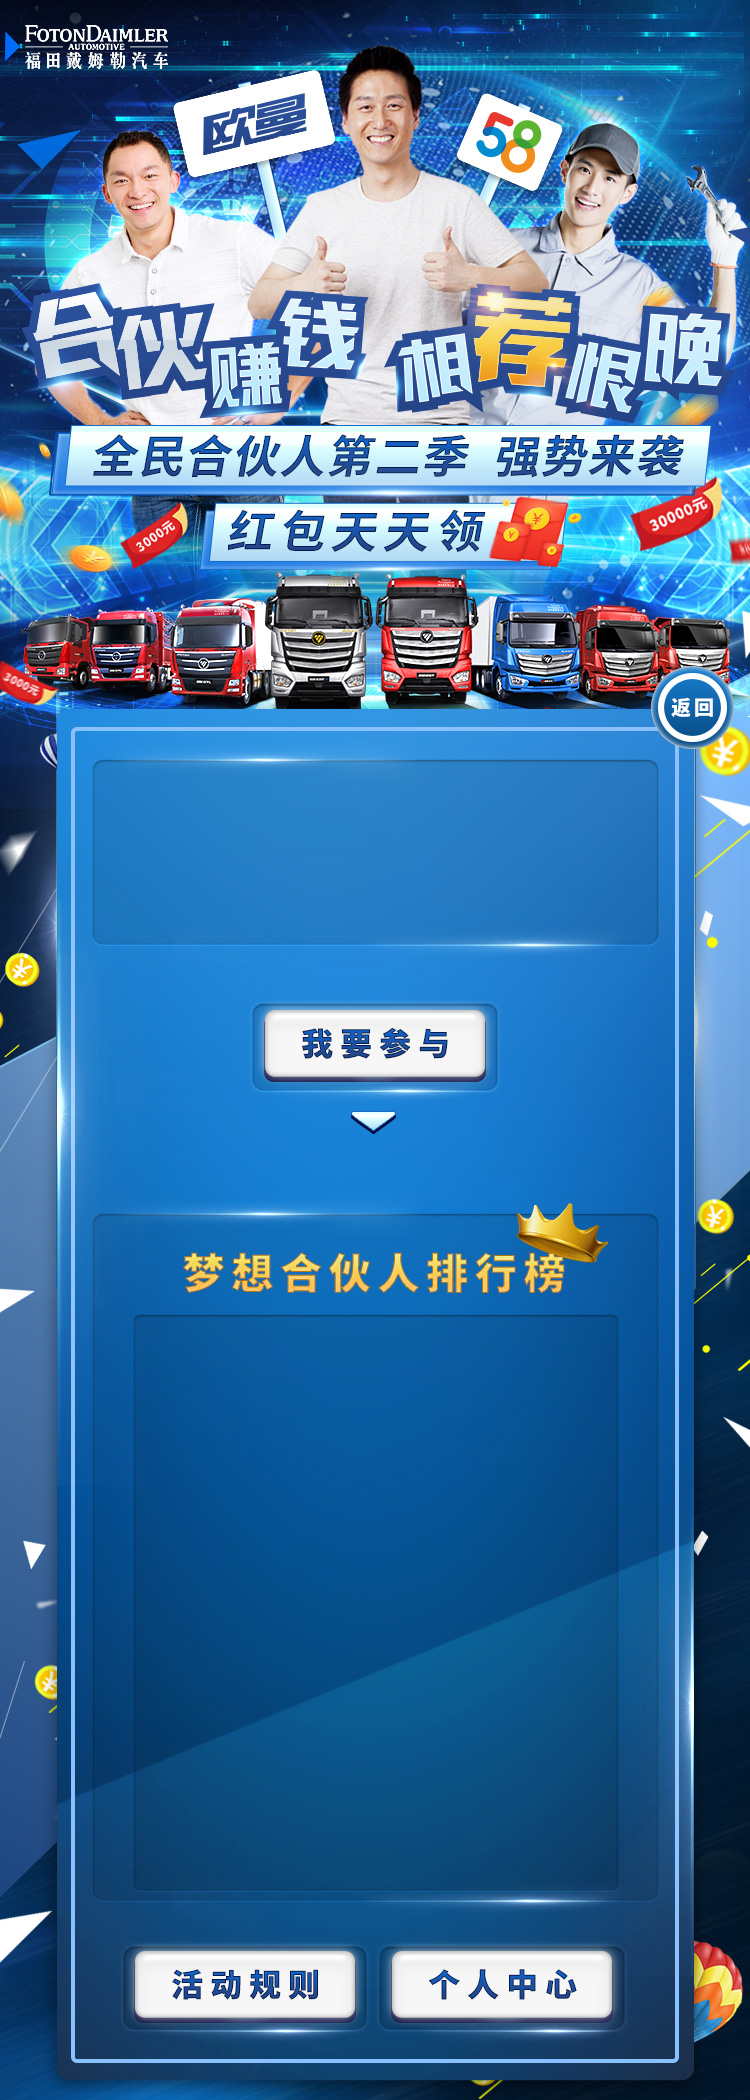 FOTONDAIMLER
AUTOMOTIVE
福田戴姆勒汽车
欧曼
58
合伙赚钱 相荐恨晚
全民合伙人第二季 强势来袭
红包天天领
3000元
30000元
3000元
返回
我要参与
梦想合伙人排行榜
活动规则
个人中心